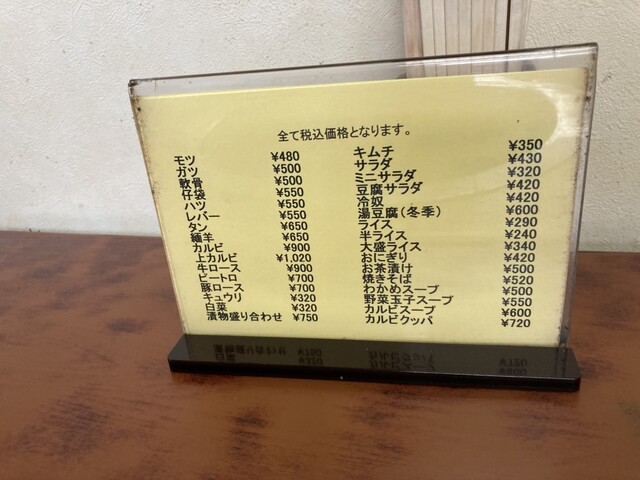 全て税込価格となります。
モツ ¥480
ガツ ¥500
軟骨 ¥500
仔袋 ¥550
ハツ ¥550
レバー ¥550
タン ¥650
緬羊 ¥650
カルビ ¥900
上カルビ ¥1,020
牛ロース ¥900
ピートロ ¥700
豚ロース ¥700
キュウリ ¥320
白菜 ¥320
漬物盛り合わせ ¥750
キムチ ¥350
サラダ ¥430
ミニサラダ ¥320
豆腐サラダ ¥420
冷奴 ¥420
湯豆腐（冬季） ¥600
ライス ¥290
半ライス ¥240
大盛ライス ¥340
おにぎり ¥420
お茶漬け ¥500
焼きそば ¥520
わかめスープ ¥500
野菜玉子スープ ¥550
カルビスープ ¥600
カルビクッパ ¥720